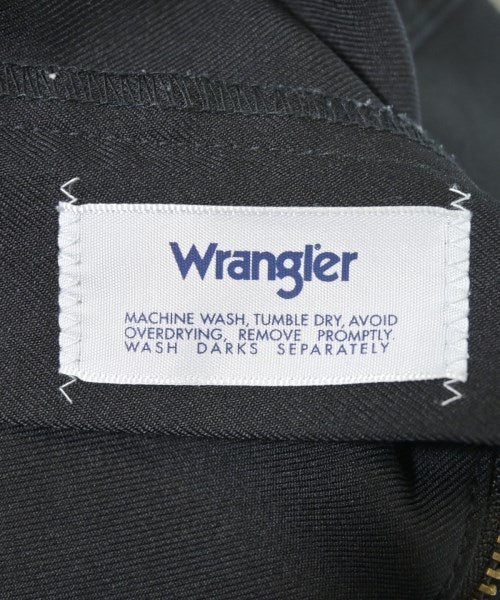 Wrangler
MACHINE WASH, TUMBLE DRY, AVOID
OVERDRYING, REMOVE PROMPTLY.
WASH DARKS SEPARATELY